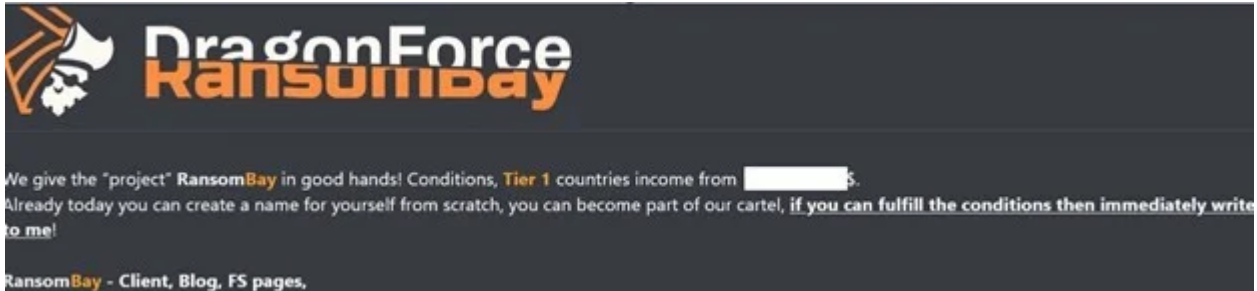 DragonForce
RansomBay
We give the "project" RansomBay in good hands! Conditions, Tier 1 countries income from $.
Already today you can create a name for yourself from scratch, you can become part of our cartel, if you can fulfill the conditions then immediately write
to me!
RansomBay - Client, Blog, FS pages,